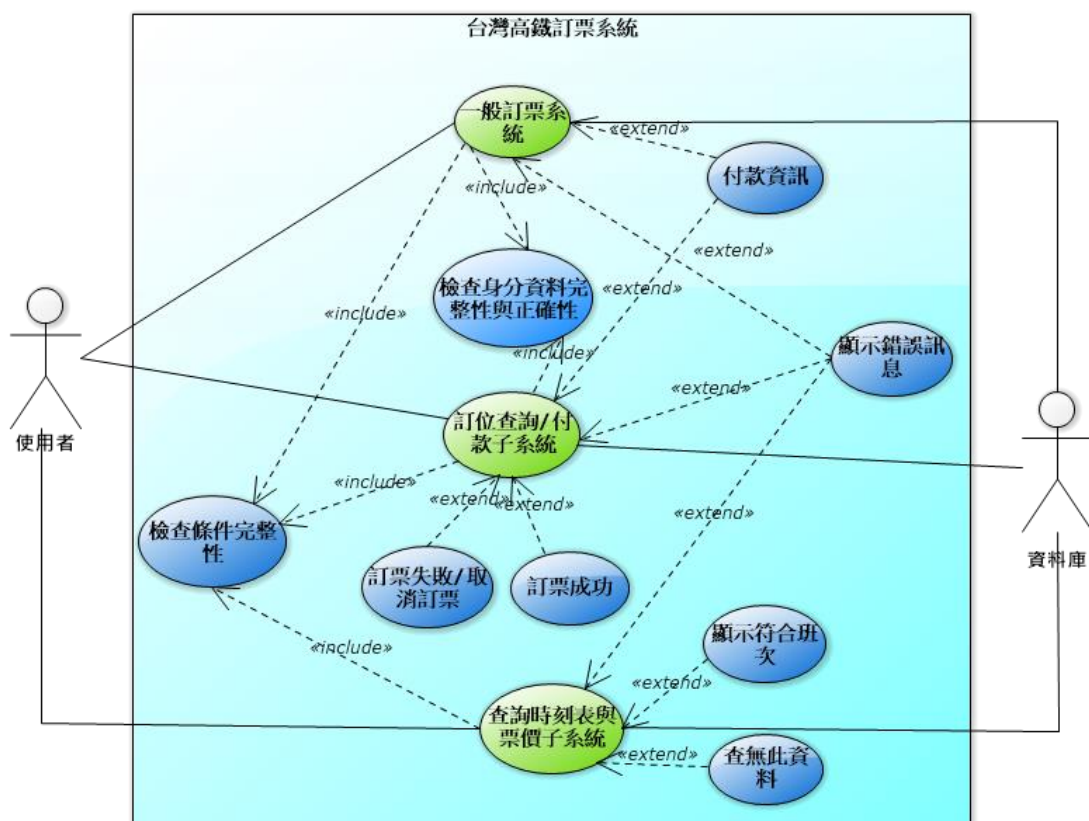 台灣高鐵訂票系統
一般訂票系
統
«extend»
付款資訊
«include»
«extend»
檢查身分資料完
整性與正確性
«extend»
«include»
«include»
顯示錯誤訊
息
«extend»
使用者
訂位查詢/付
款子系統
«include»
«extend»
«extend»
«extend»
檢查條件完整
性
資料庫
訂票失敗/取
消訂票
訂票成功
顯示符合班
次
«include»
«extend»
查詢時刻表與
票價子系統
«extend»
查無此資
料